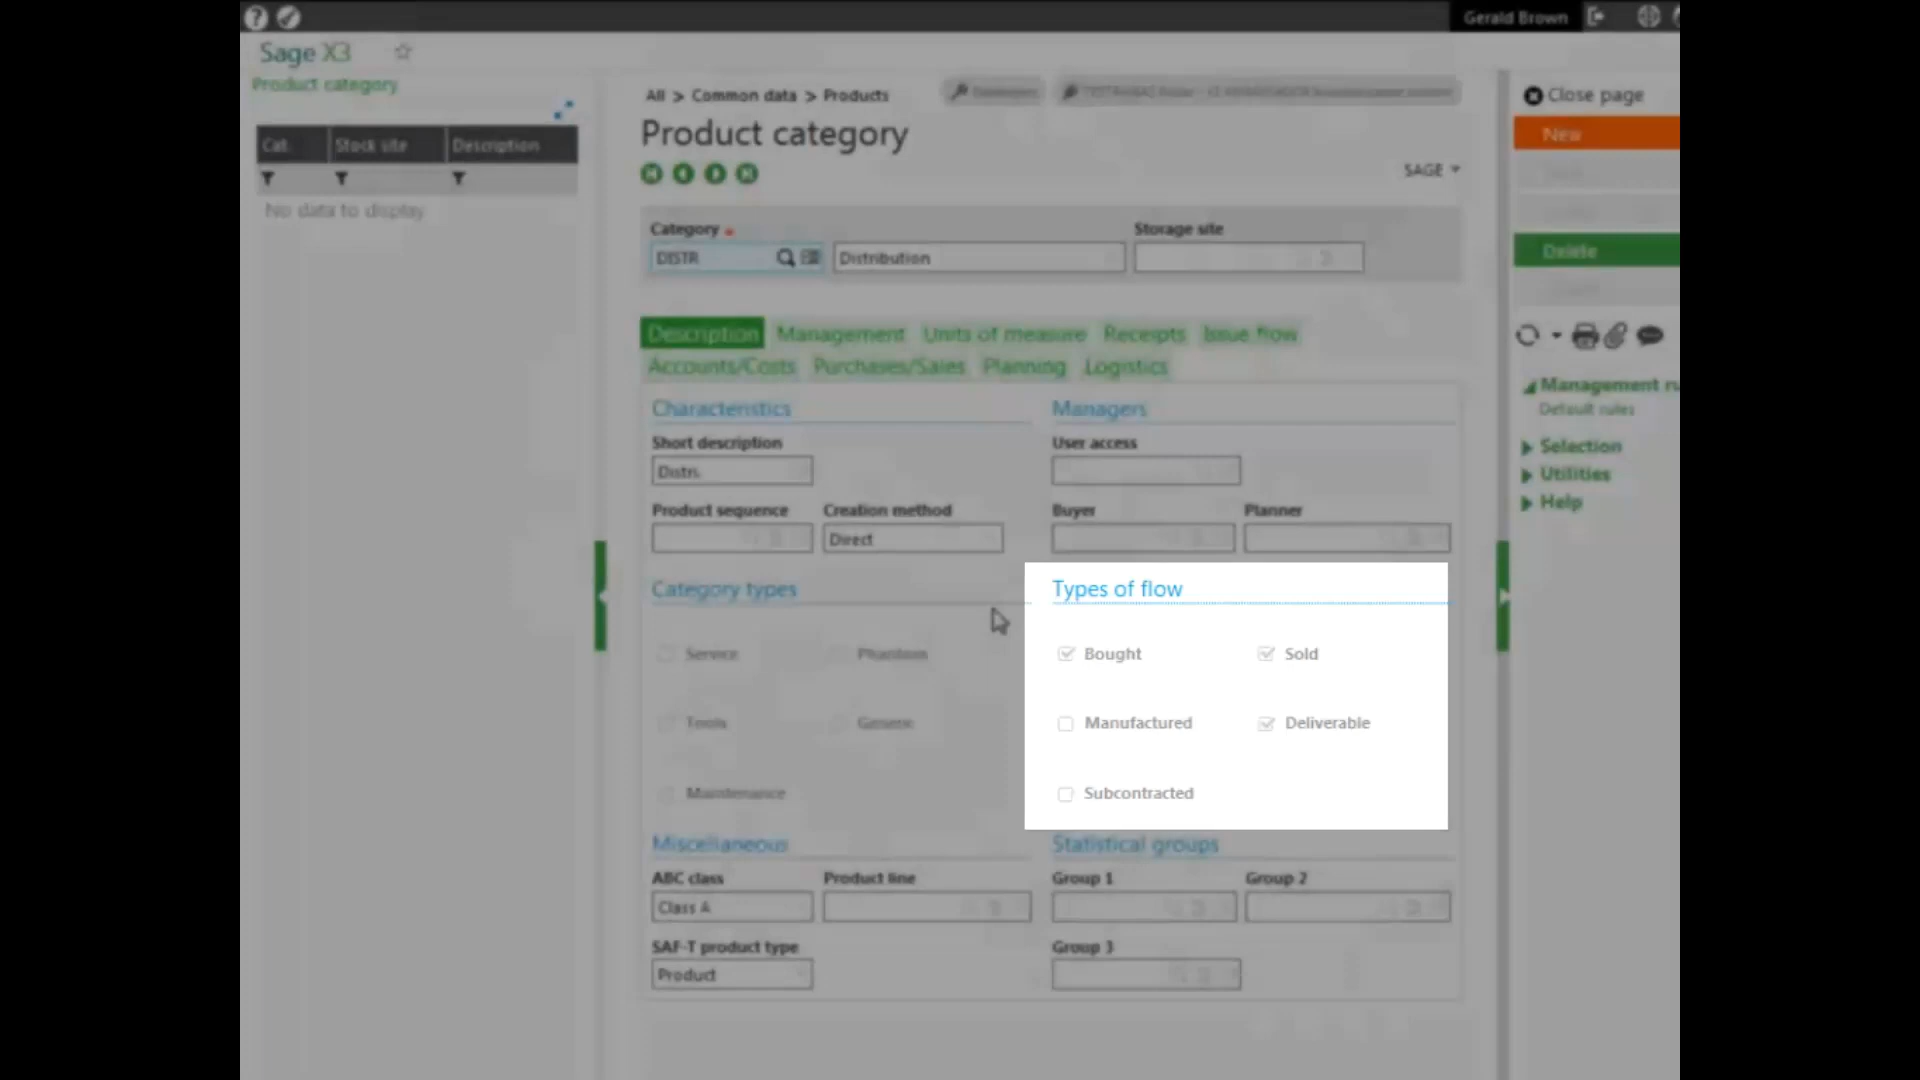 Gerald Brown
Sage X3
Product category
Cat. Stock site Description
No data to display
All > Common data > Products
Product category
SAGE
Category Storage site
DISTR Distribution
Description Management Units of measure Receipts Issue flow
Accounts/Costs Purchases/Sales Planning Logistics
Characteristics Managers
Short description User access
Distri.
Product sequence Creation method Buyer Planner
Direct
Category types Types of flow
Service Phantom Bought Sold
Tools Generic Manufactured Deliverable
Maintenance Subcontracted
Miscellaneous Statistical groups
ABC class Product line Group 1 Group 2
Class A
SAF-T product type Group 3
Product
Close page
New
Delete
Management ru
Default rules
Selection
Utilities
Help